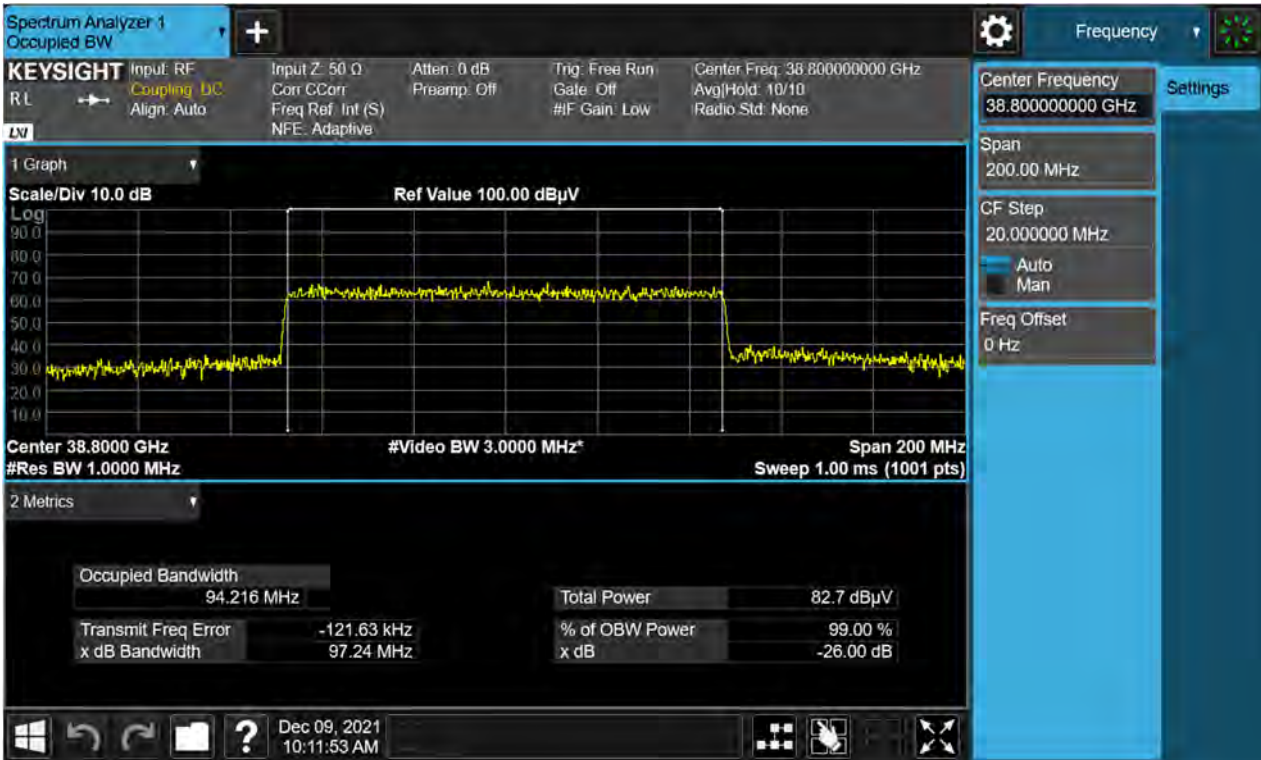 Spectrum Analyzer 1
Occupied BW
+
Frequency
KEYSIGHT
RL
LXI
Input: RF
Coupling: DC
Align: Auto
Input Z: 50 Ω
Corr CCorr
Freq Ref: Int (S)
NFE: Adaptive
Atten: 0 dB
Preamp: Off
Trig: Free Run
Gate: Off
#IF Gain: Low
Center Freq: 38.800000000 GHz
Avg|Hold: 10/10
Radio Std: None
Center Frequency
38.800000000 GHz
Settings
Span
200.00 MHz
CF Step
20.000000 MHz
Auto
Man
Freq Offset
0 Hz
1 Graph
Scale/Div 10.0 dB
Ref Value 100.00 dBµV
Log
90.0
80.0
70.0
60.0
50.0
40.0
30.0
20.0
10.0
Center 38.8000 GHz
#Video BW 3.0000 MHz*
Span 200 MHz
#Res BW 1.0000 MHz
Sweep 1.00 ms (1001 pts)
2 Metrics
Occupied Bandwidth
94.216 MHz
Total Power 82.7 dBµV
Transmit Freq Error -121.63 kHz
% of OBW Power 99.00 %
x dB Bandwidth 97.24 MHz
x dB -26.00 dB
?
Dec 09, 2021
10:11:53 AM